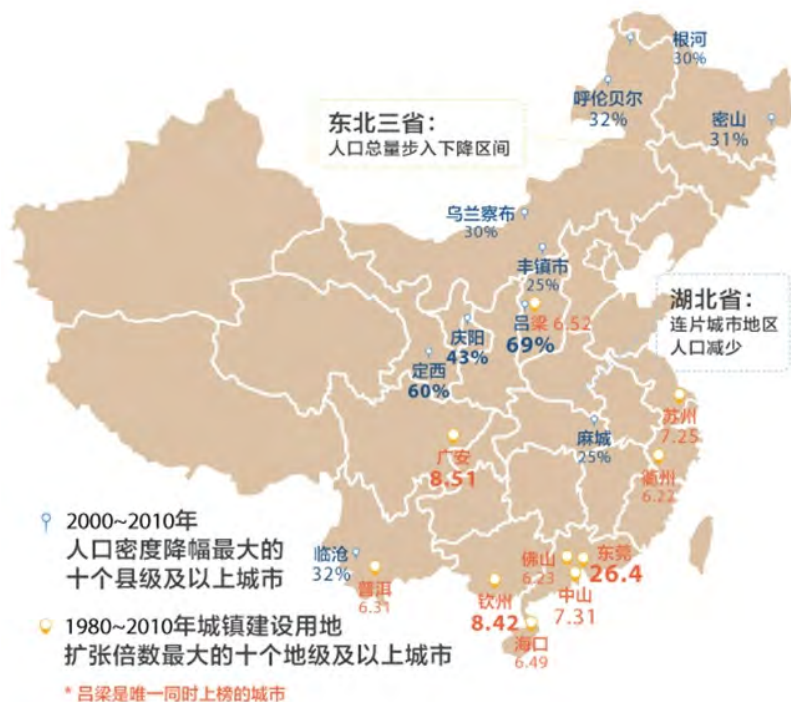 根河
30%
呼伦贝尔
32%
密山
31%
东北三省：
人口总量步入下降区间
乌兰察布
30%
丰镇市
25%
吕梁 6.52
69%
湖北省：
连片城市地区
人口减少
庆阳
43%
定西
60%
苏州
7.25
麻城
25%
广安
8.51
衢州
6.22
2000~2010年
人口密度降幅最大的
十个县级及以上城市
临沧
32%
普洱
6.31
佛山
6.23
东莞
26.4
中山
7.31
钦州
8.42
海口
6.49
1980~2010年城镇建设用地
扩张倍数最大的十个地级及以上城市
* 吕梁是唯一同时上榜的城市